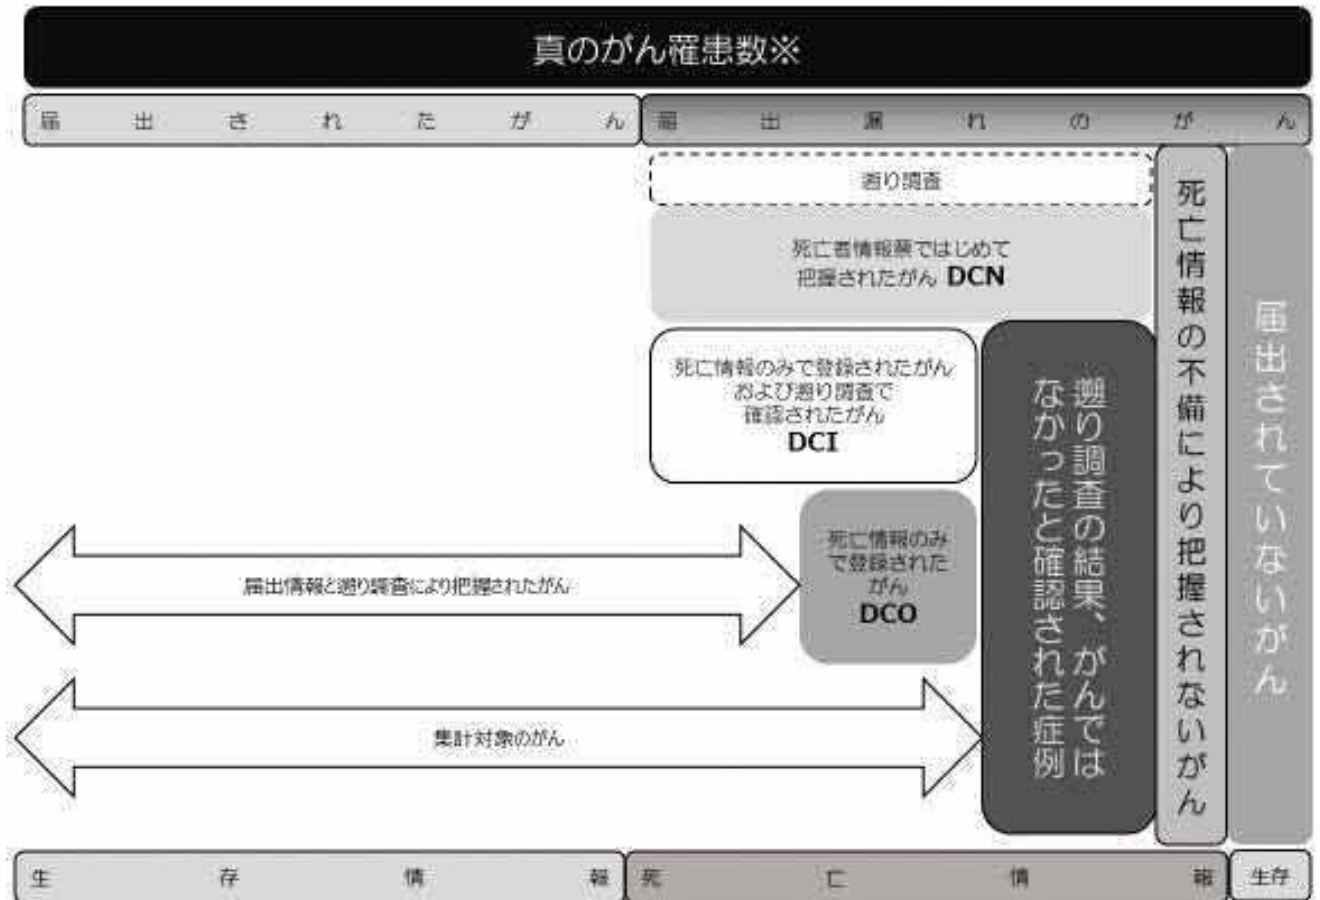 真のがん罹患数※
届出されたがん
届出漏れのがん
遡り調査
死亡者情報票ではじめて
把握されたがん DCN
死亡情報のみで登録されたがん
および遡り調査で
確認されたがん
DCI
死亡情報のみ
で登録された
がん
DCO
遡り調査の結果、がんでは
なかったと確認された症例
死亡情報の不備により把握されないがん
届出されていないがん
届出情報と遡り調査により把握されたがん
集計対象のがん
生存情報
死亡情報
生存